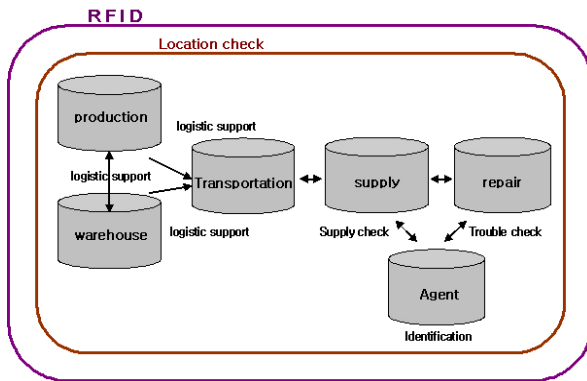 RFID
Location check
production
logistic support
logistic support
Transportation
supply
repair
warehouse
logistic support
Supply check
Trouble check
Agent
Identification